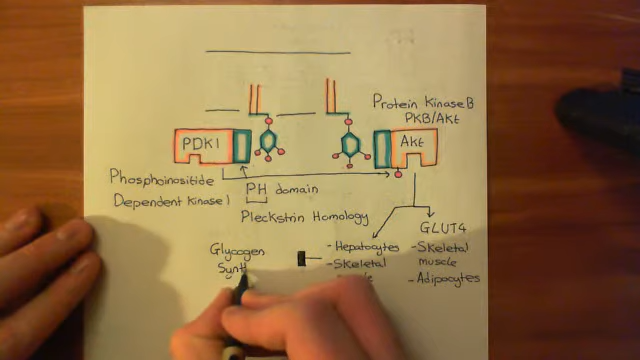 Protein Kinase B
PKB/Akt
PDK1
Akt
Phosphoinositide
Dependent Kinase 1
PH domain
Pleckstrin Homology
GLUT4
- Skeletal
muscle
- Adipocytes
- Hepatocytes
- Skeletal
Glycogen
Synt